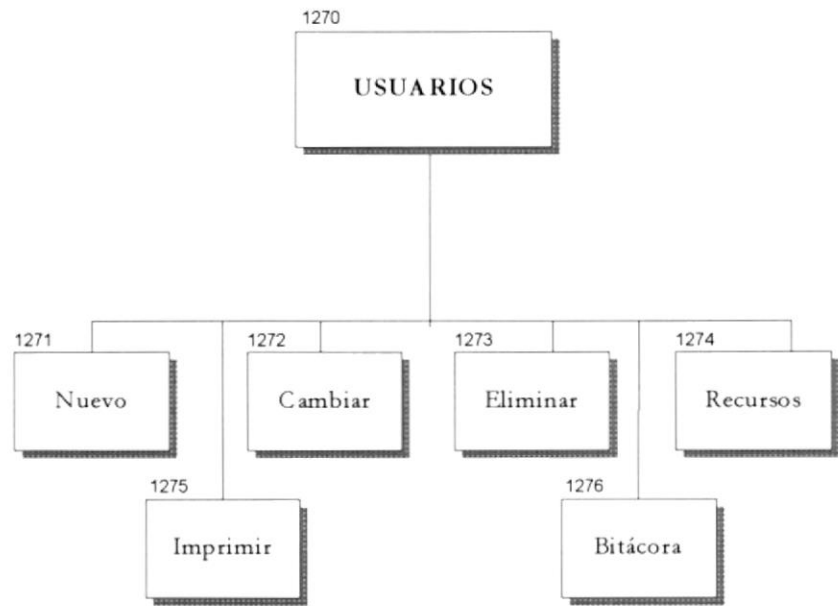 1270
USUARIOS
1271
Nuevo
1272
Cambiar
1273
Eliminar
1274
Recursos
1275
Imprimir
1276
Bitácora